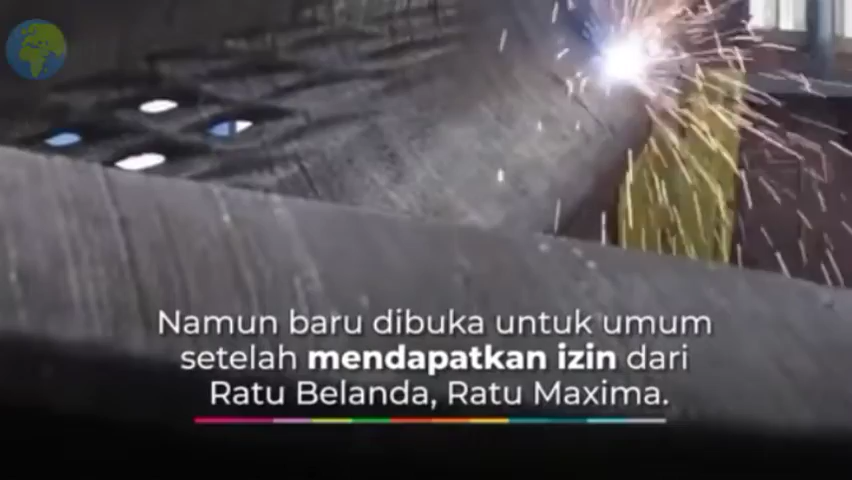 Namun baru dibuka untuk umum
setelah mendapatkan izin dari
Ratu Belanda, Ratu Maxima.